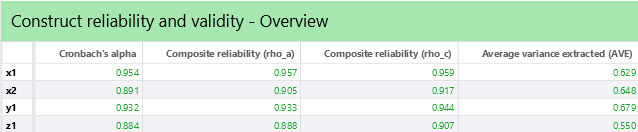 Construct reliability and validity - Overview
Cronbach's alpha Composite reliability (rho_a) Composite reliability (rho_c) Average variance extracted (AVE)
x1 0.954 0.957 0.959 0.629
x2 0.891 0.905 0.917 0.648
y1 0.932 0.933 0.944 0.679
z1 0.884 0.888 0.907 0.550